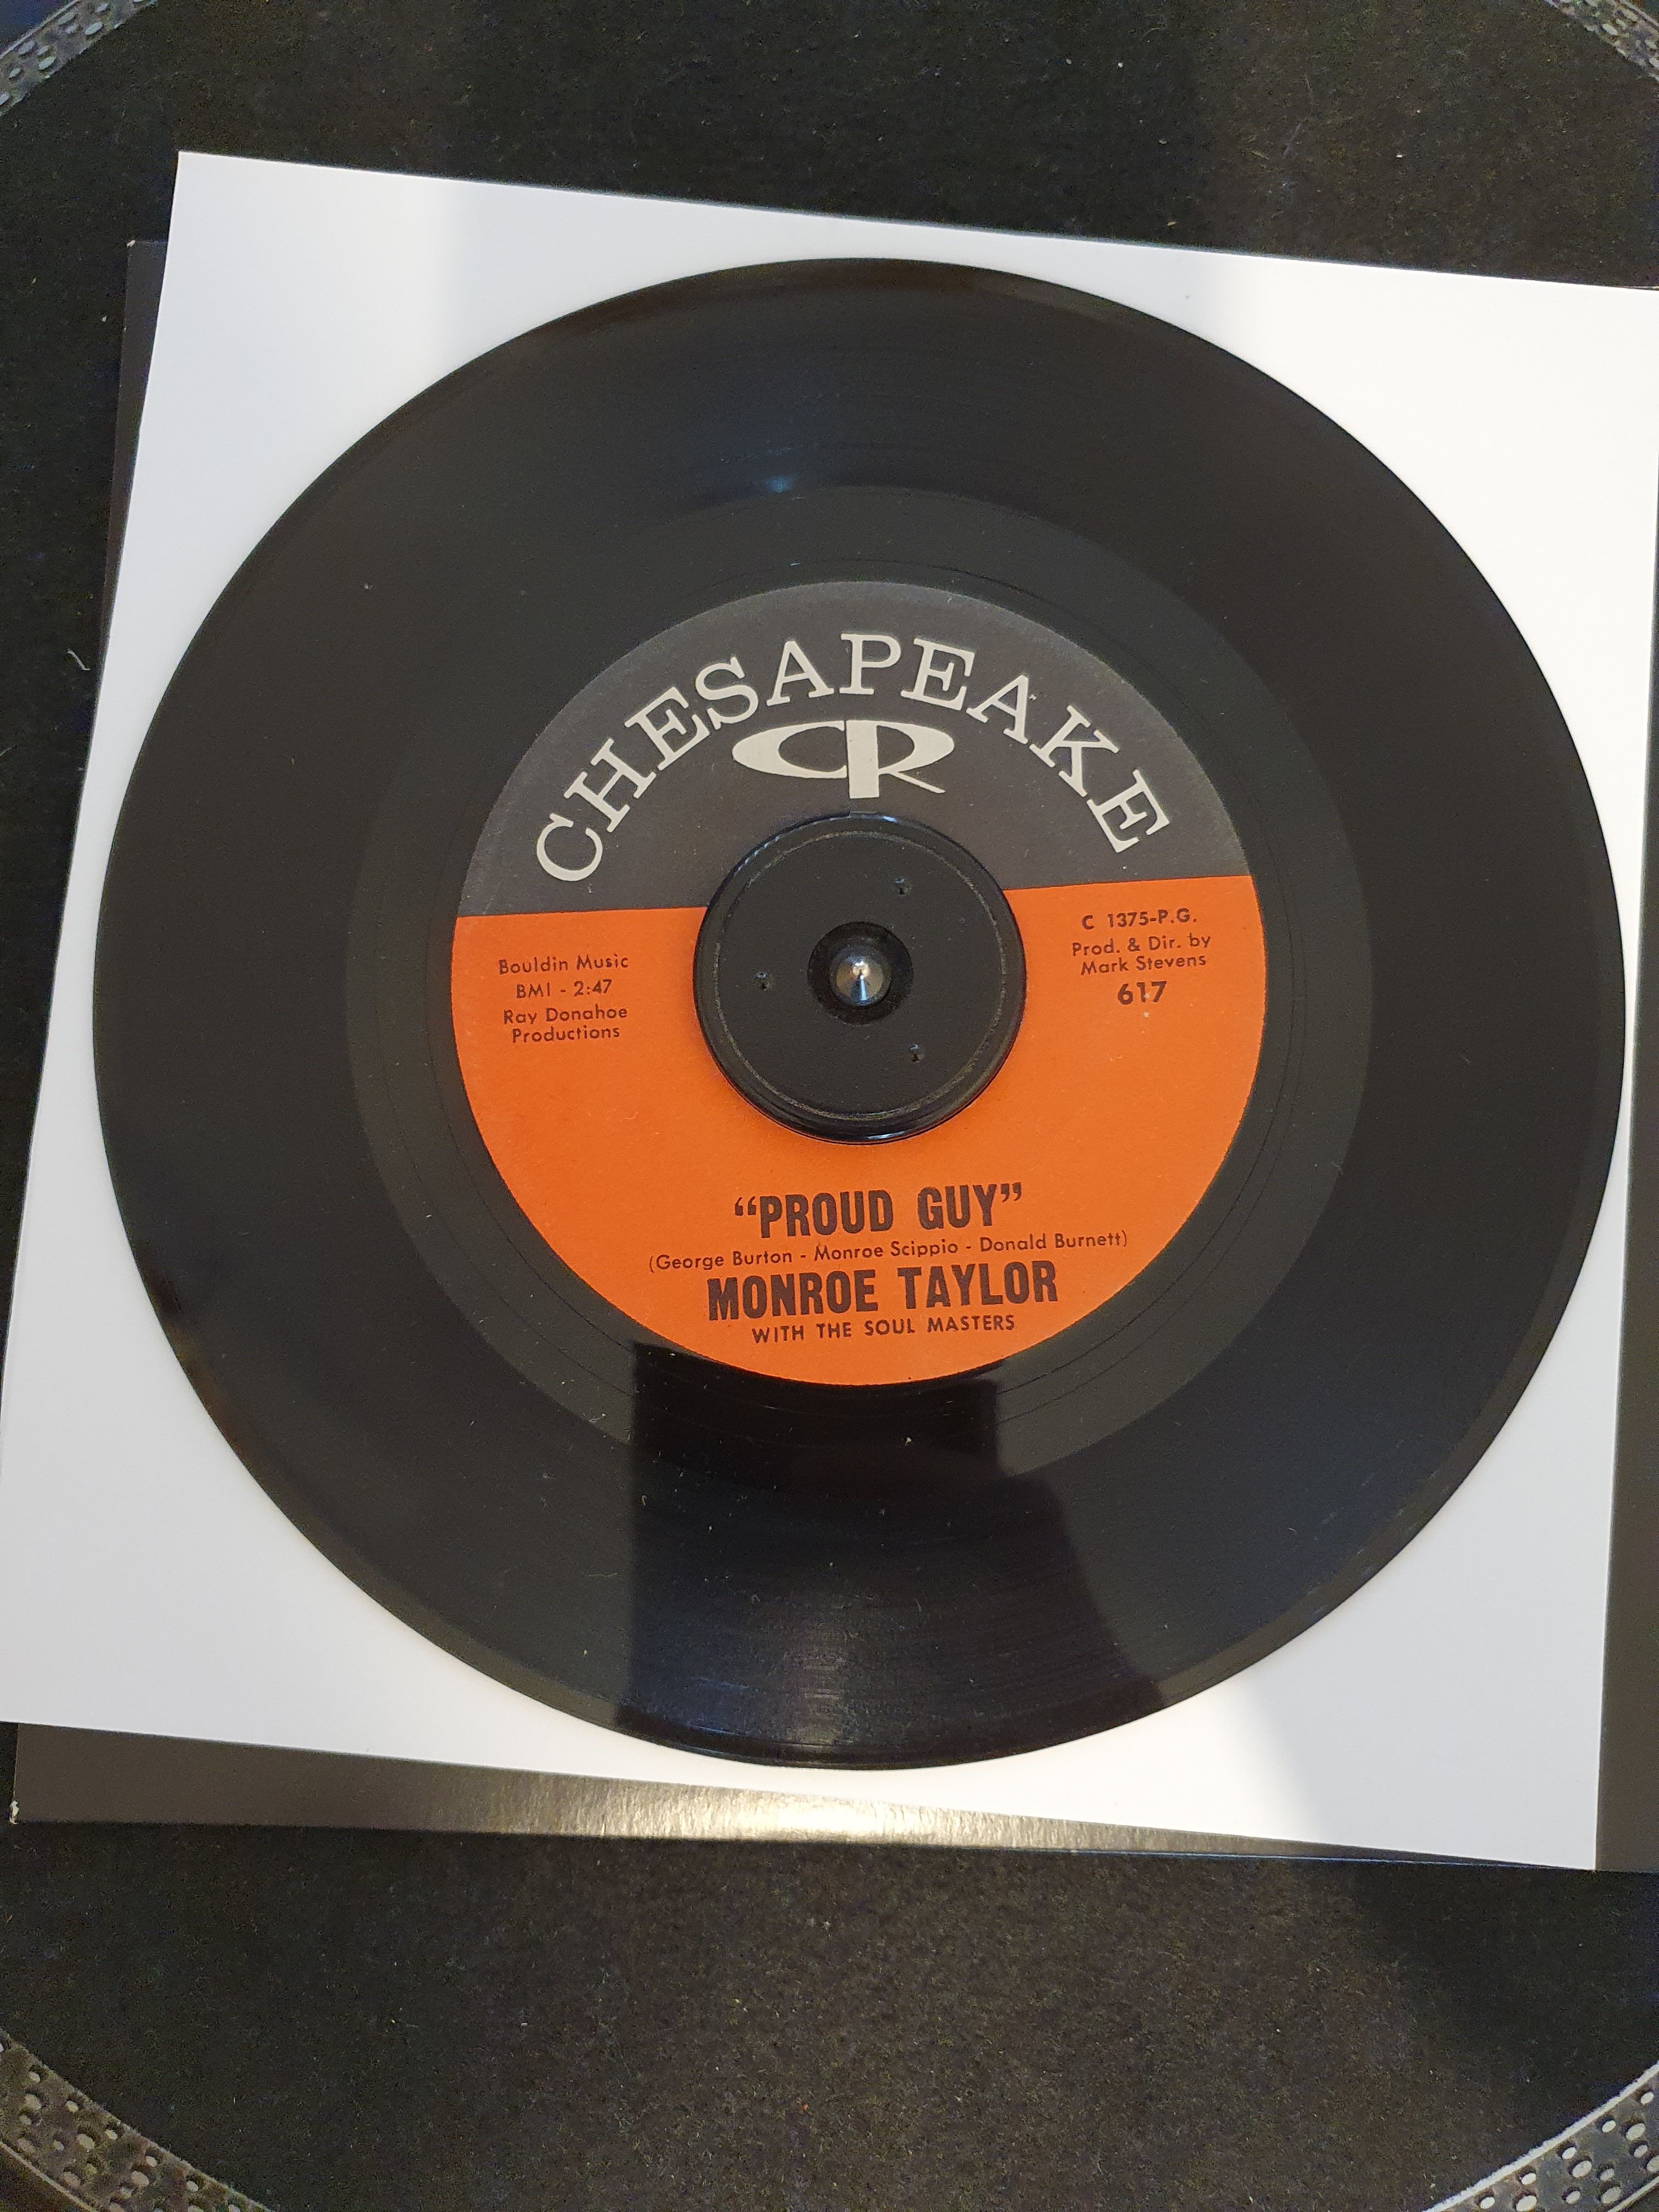 CHESAPEAKE
CR
Bouldin Music
BMI - 2:47
Ray Donahoe
Productions
C 1375-P.G.
Prod. & Dir. by
Mark Stevens
617
“PROUD GUY”
(George Burton - Monroe Scippio - Donald Burnett)
MONROE TAYLOR
WITH THE SOUL MASTERS